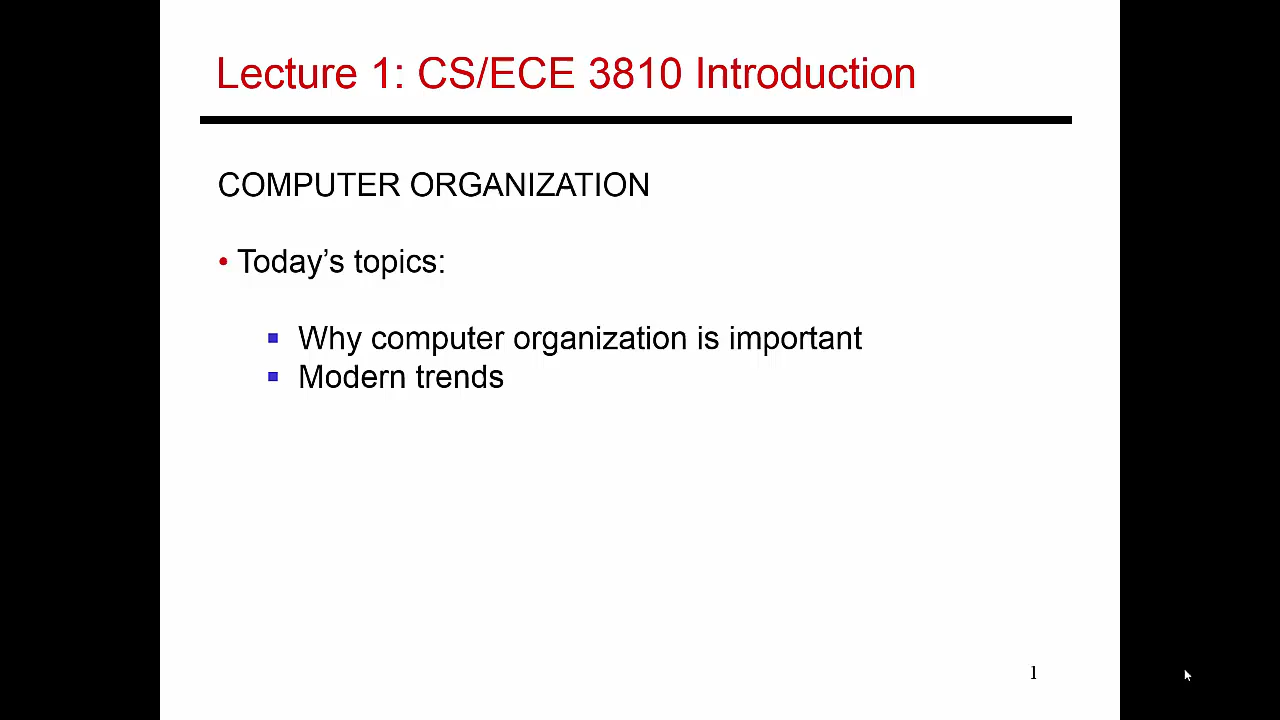 Lecture 1: CS/ECE 3810 Introduction
COMPUTER ORGANIZATION
• Today’s topics:
▪ Why computer organization is important
▪ Modern trends
1